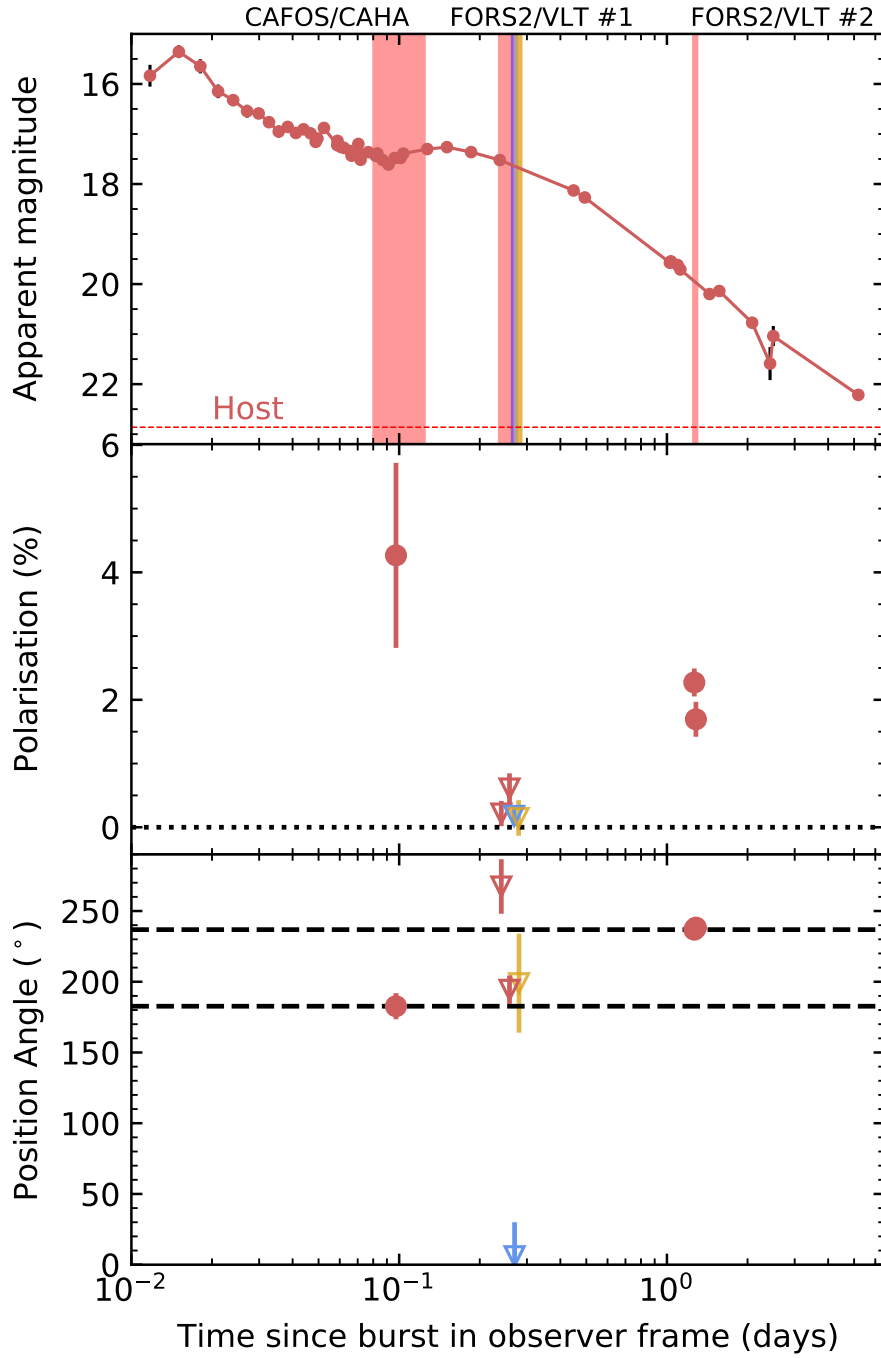 CAFOS/CAHA FORS2/VLT #1 FORS2/VLT #2
Apparent magnitude
16
18
20
22
Host
Polarisation (%)
6
4
2
0
Position Angle (°)
250
200
150
100
50
0
10⁻² 10⁻¹ 10⁰
Time since burst in observer frame (days)